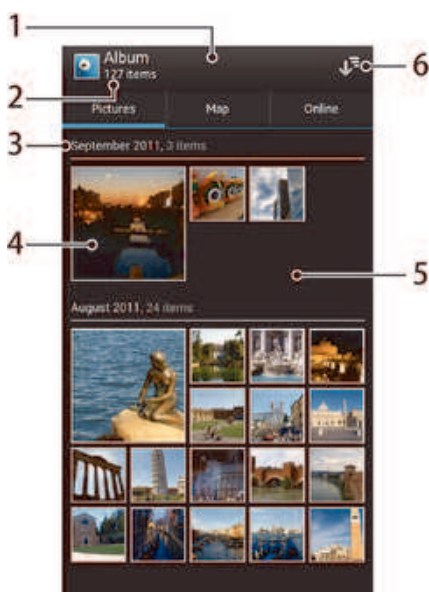 1
Album
127 items
6
2
Pictures Map Online
3
September 2011, 3 items
4
5
August 2011, 24 items